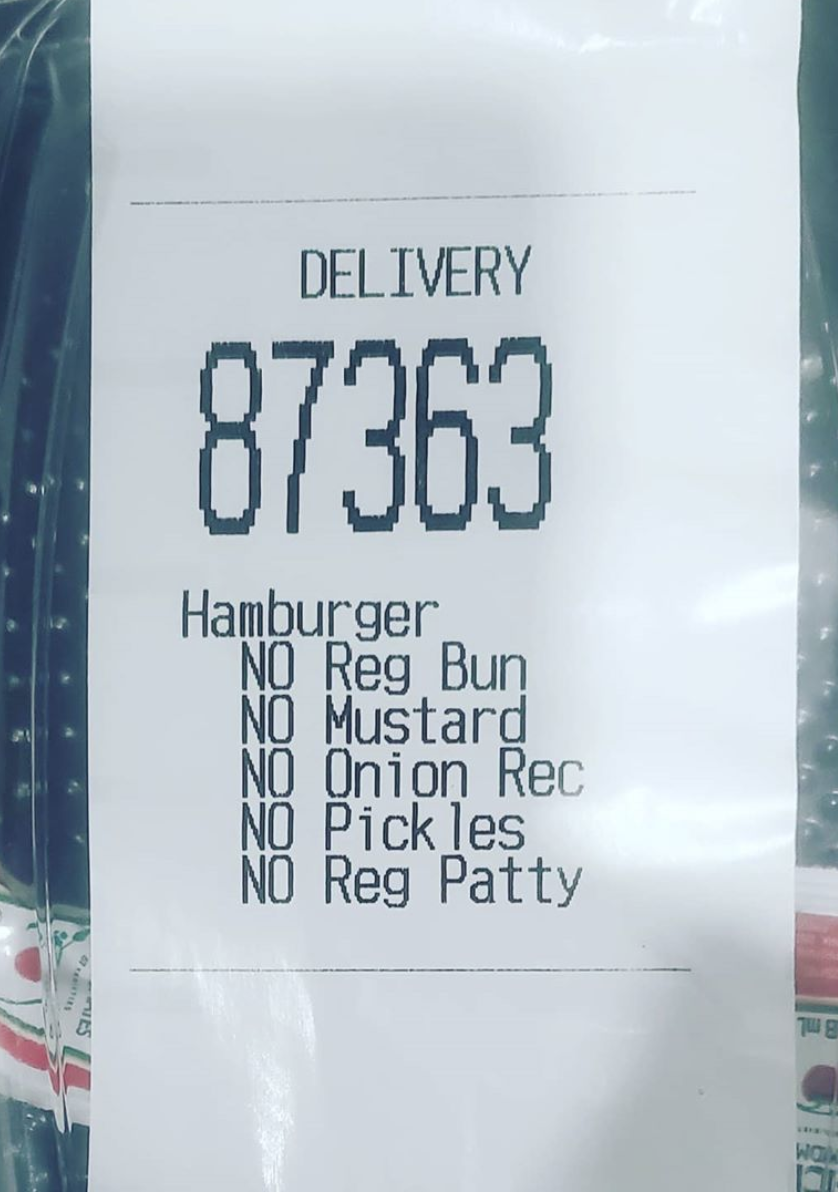 DELIVERY
87363
Hamburger
NO Reg Bun
NO Mustard
NO Onion Rec
NO Pickles
NO Reg Patty